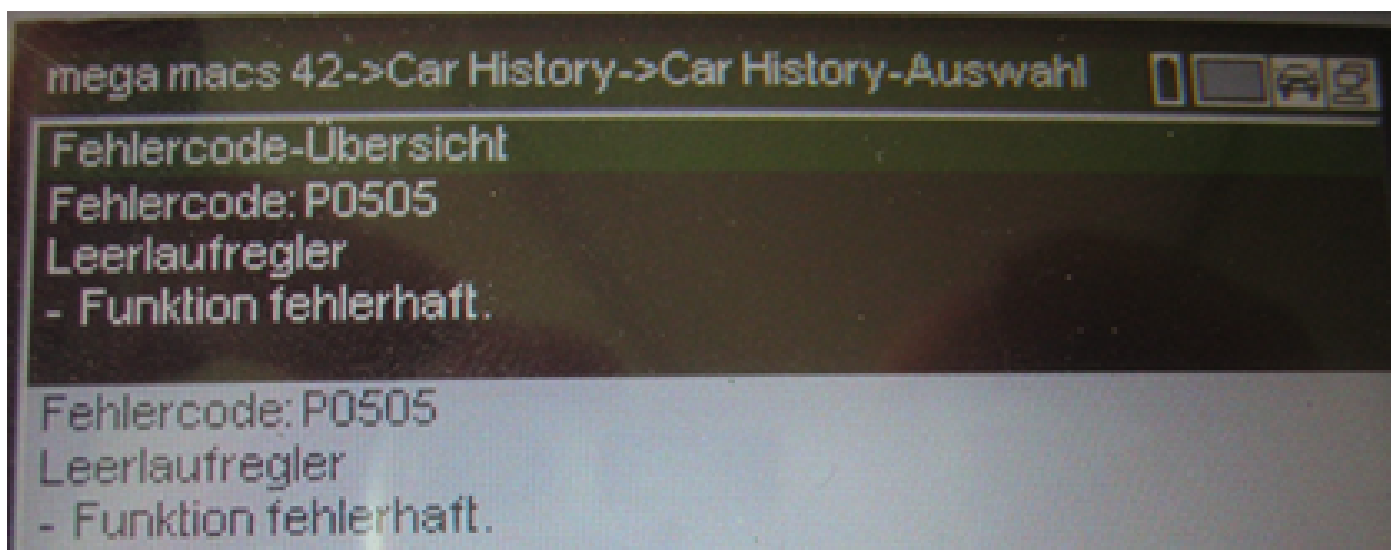 mega macs 42->Car History->Car History-Auswahl
Fehlercode-Übersicht
Fehlercode: P0505
Leerlaufregler
- Funktion fehlerhaft.
Fehlercode: P0505
Leerlaufregler
- Funktion fehlerhaft.